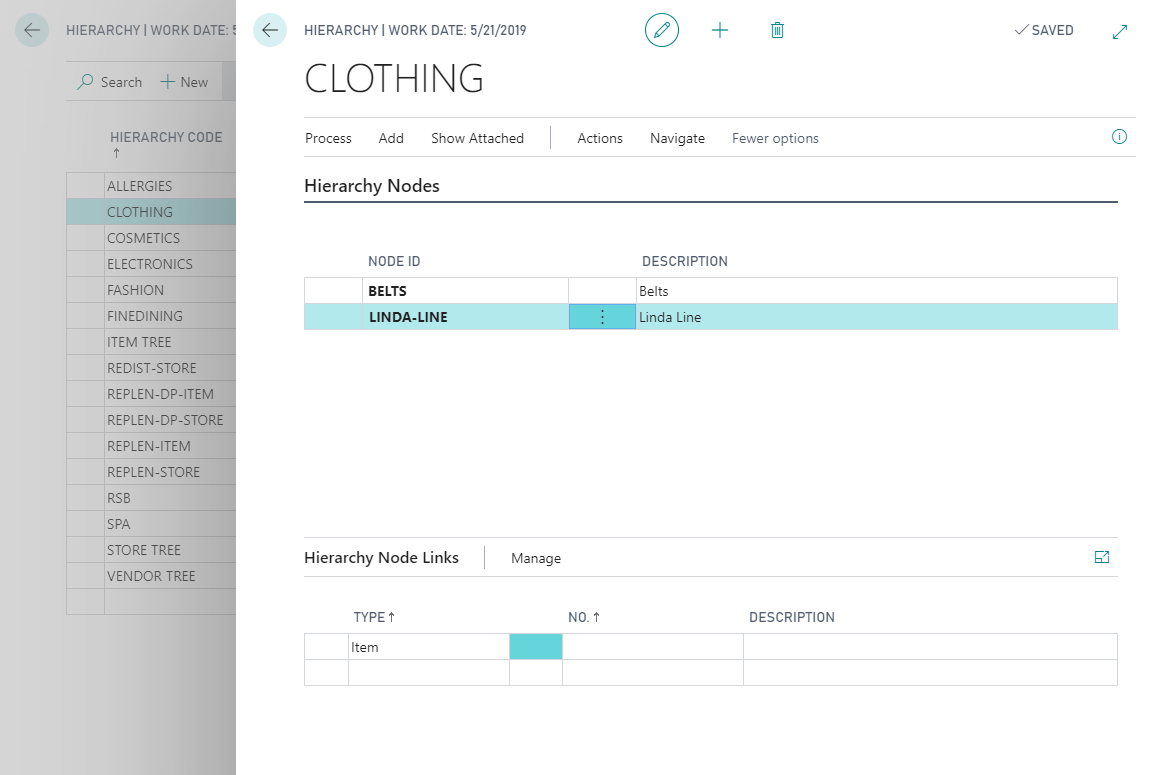 HIERARCHY | WORK DATE: 5
Search
New
HIERARCHY CODE
↑
ALLERGIES
CLOTHING
COSMETICS
ELECTRONICS
FASHION
FINEDINING
ITEM TREE
REDIST-STORE
REPLEN-DP-ITEM
REPLEN-DP-STORE
REPLEN-ITEM
REPLEN-STORE
RSB
SPA
STORE TREE
VENDOR TREE
HIERARCHY | WORK DATE: 5/21/2019
SAVED
CLOTHING
Process Add Show Attached Actions Navigate Fewer options
Hierarchy Nodes
NODE ID DESCRIPTION
BELTS Belts
LINDA-LINE Linda Line
Hierarchy Node Links Manage
TYPE ↑ NO. ↑ DESCRIPTION
Item